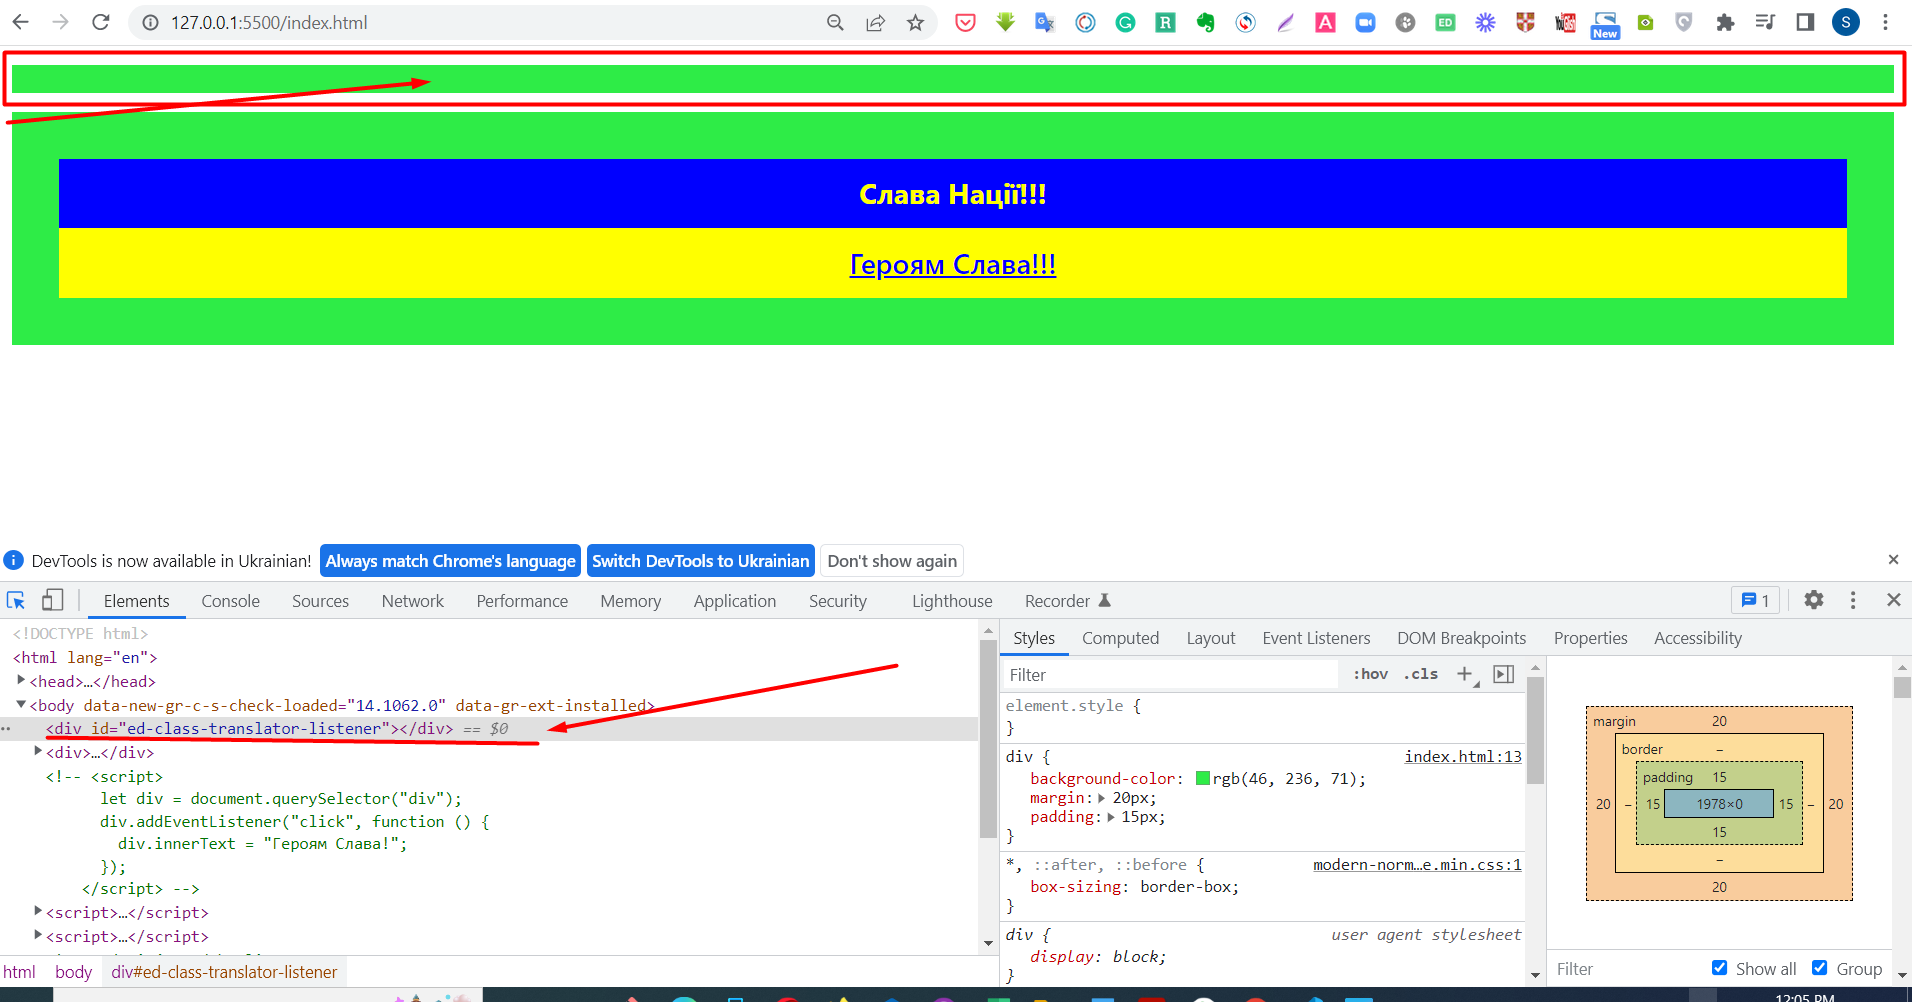 127.0.0.1:5500/index.html
G
R
A
ED
New
S
Слава Нації!!!
Героям Слава!!!
DevTools is now available in Ukrainian! Always match Chrome's language Switch DevTools to Ukrainian Don't show again
Elements Console Sources Network Performance Memory Application Security Lighthouse Recorder 1
<!DOCTYPE html>
<html lang="en">
<head>…</head>
<body data-new-gr-c-s-check-loaded="14.1062.0" data-gr-ext-installed>
<div id="ed-class-translator-listener"></div> == $0
<div>…</div>
<!-- <script>
let div = document.querySelector("div");
div.addEventListener("click", function () {
div.innerText = "Героям Слава!";
});
</script> -->
<script>…</script>
<script>…</script>
html body div#ed-class-translator-listener
Styles Computed Layout Event Listeners DOM Breakpoints Properties Accessibility
Filter :hov .cls
element.style {
}
div { index.html:13
background-color: rgb(46, 236, 71);
margin: 20px;
padding: 15px;
}
*, ::after, ::before { modern-norm…e.min.css:1
box-sizing: border-box;
}
div { user agent stylesheet
display: block;
}
margin 20
border –
padding 15
20 – 15 1978×0 15 – 20
15
–
20
Filter Show all Group
12:05 PM